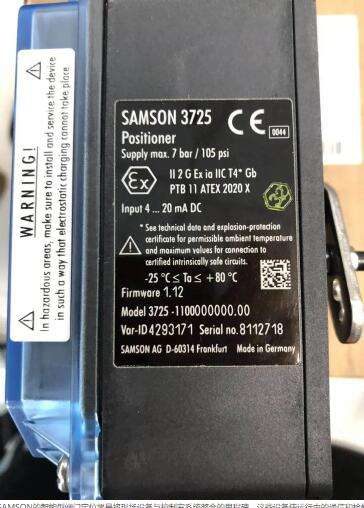 WARNING!
In hazardous areas, make sure to install and service the device
in such a way that electrostatic charging cannot take place.
SAMSON 3725
CE 0044
Positioner
Supply max. 7 bar / 105 psi
Ex
II 2 G Ex ia IIC T4* Gb
PTB 11 ATEX 2020 X
Input 4 ... 20 mA DC
* See technical data and explosion-protection
certificate for permissible ambient temperature
and maximum values for connection to
certified intrinsically safe circuits.
-25 °C ≤ Ta ≤ +80 °C
Firmware 1.12
Model 3725 -1100000000.00
Var-ID 4293171 Serial no. 8112718
SAMSON AG D-60314 Frankfurt Made in Germany